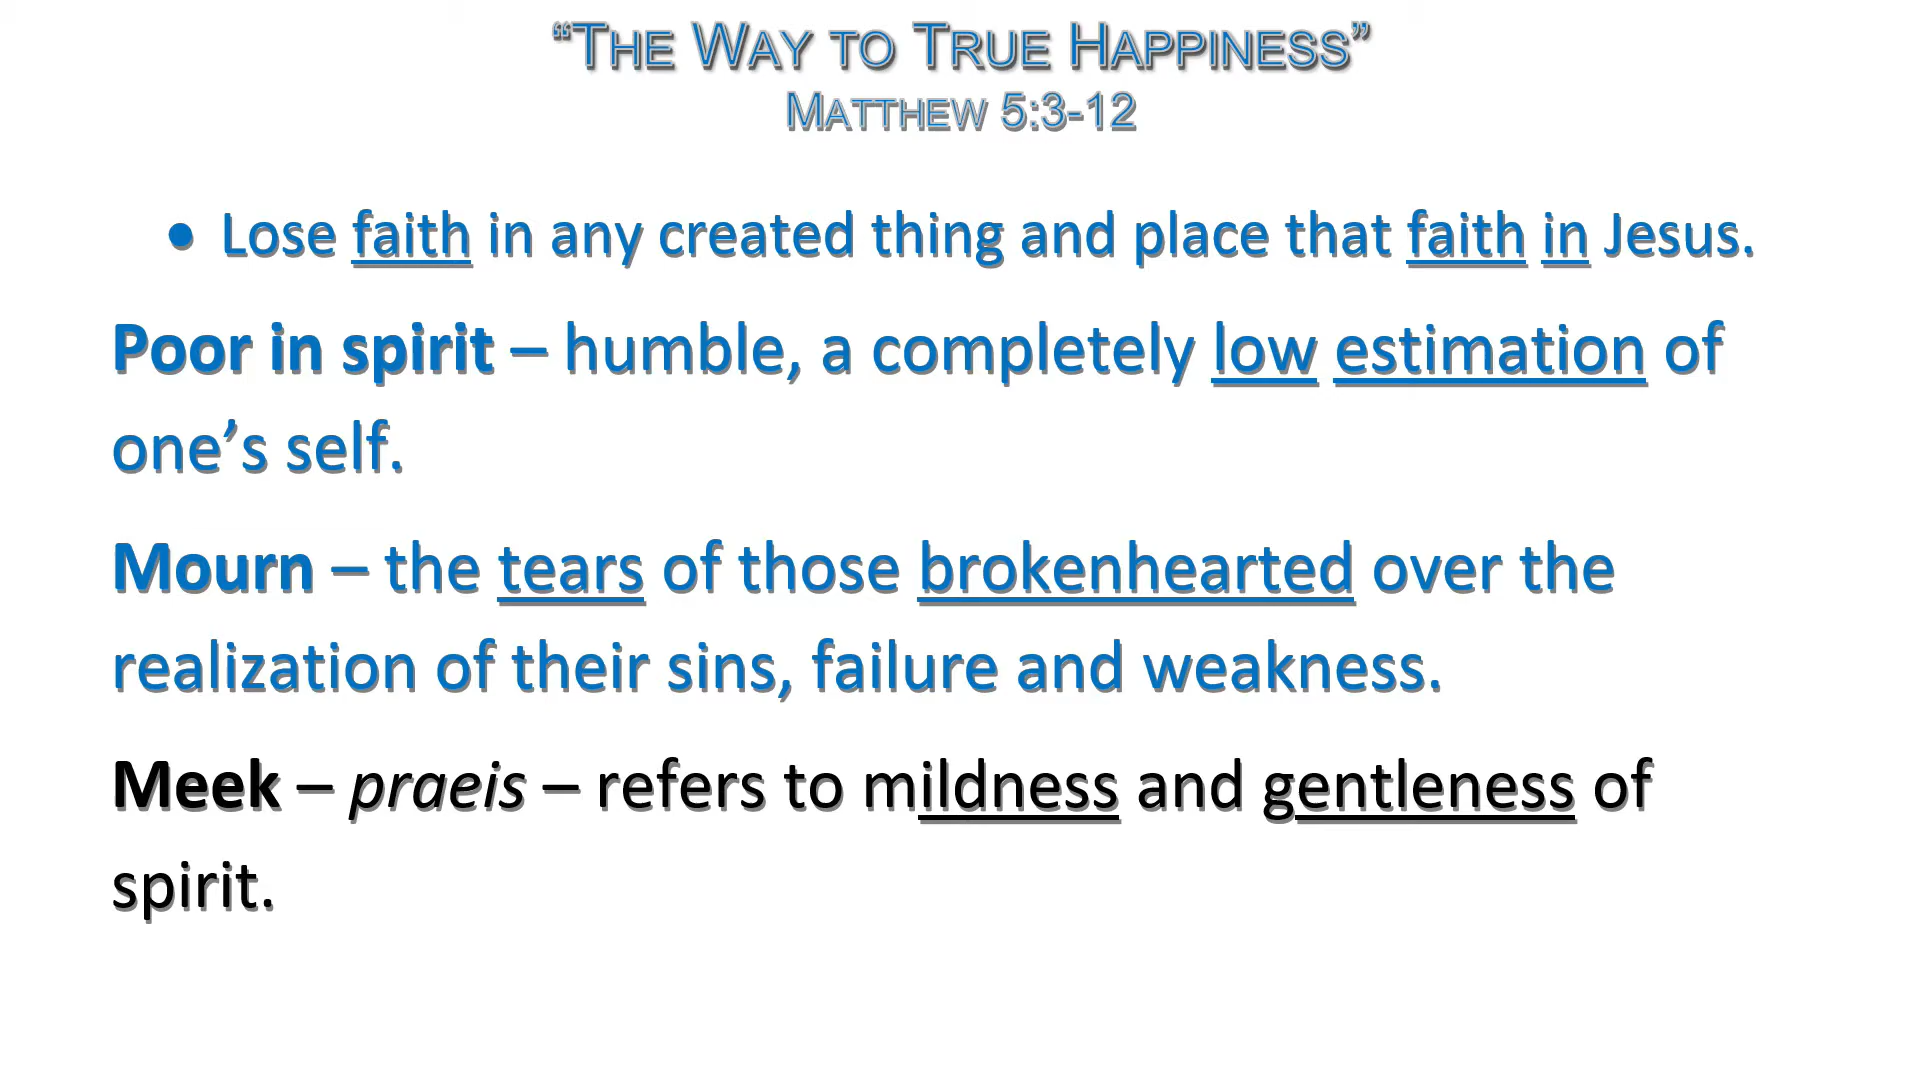 “The Way to True Happiness”
Matthew 5:3-12
• Lose faith in any created thing and place that faith in Jesus.
Poor in spirit – humble, a completely low estimation of
one’s self.
Mourn – the tears of those brokenhearted over the
realization of their sins, failure and weakness.
Meek – praeis – refers to mildness and gentleness of
spirit.